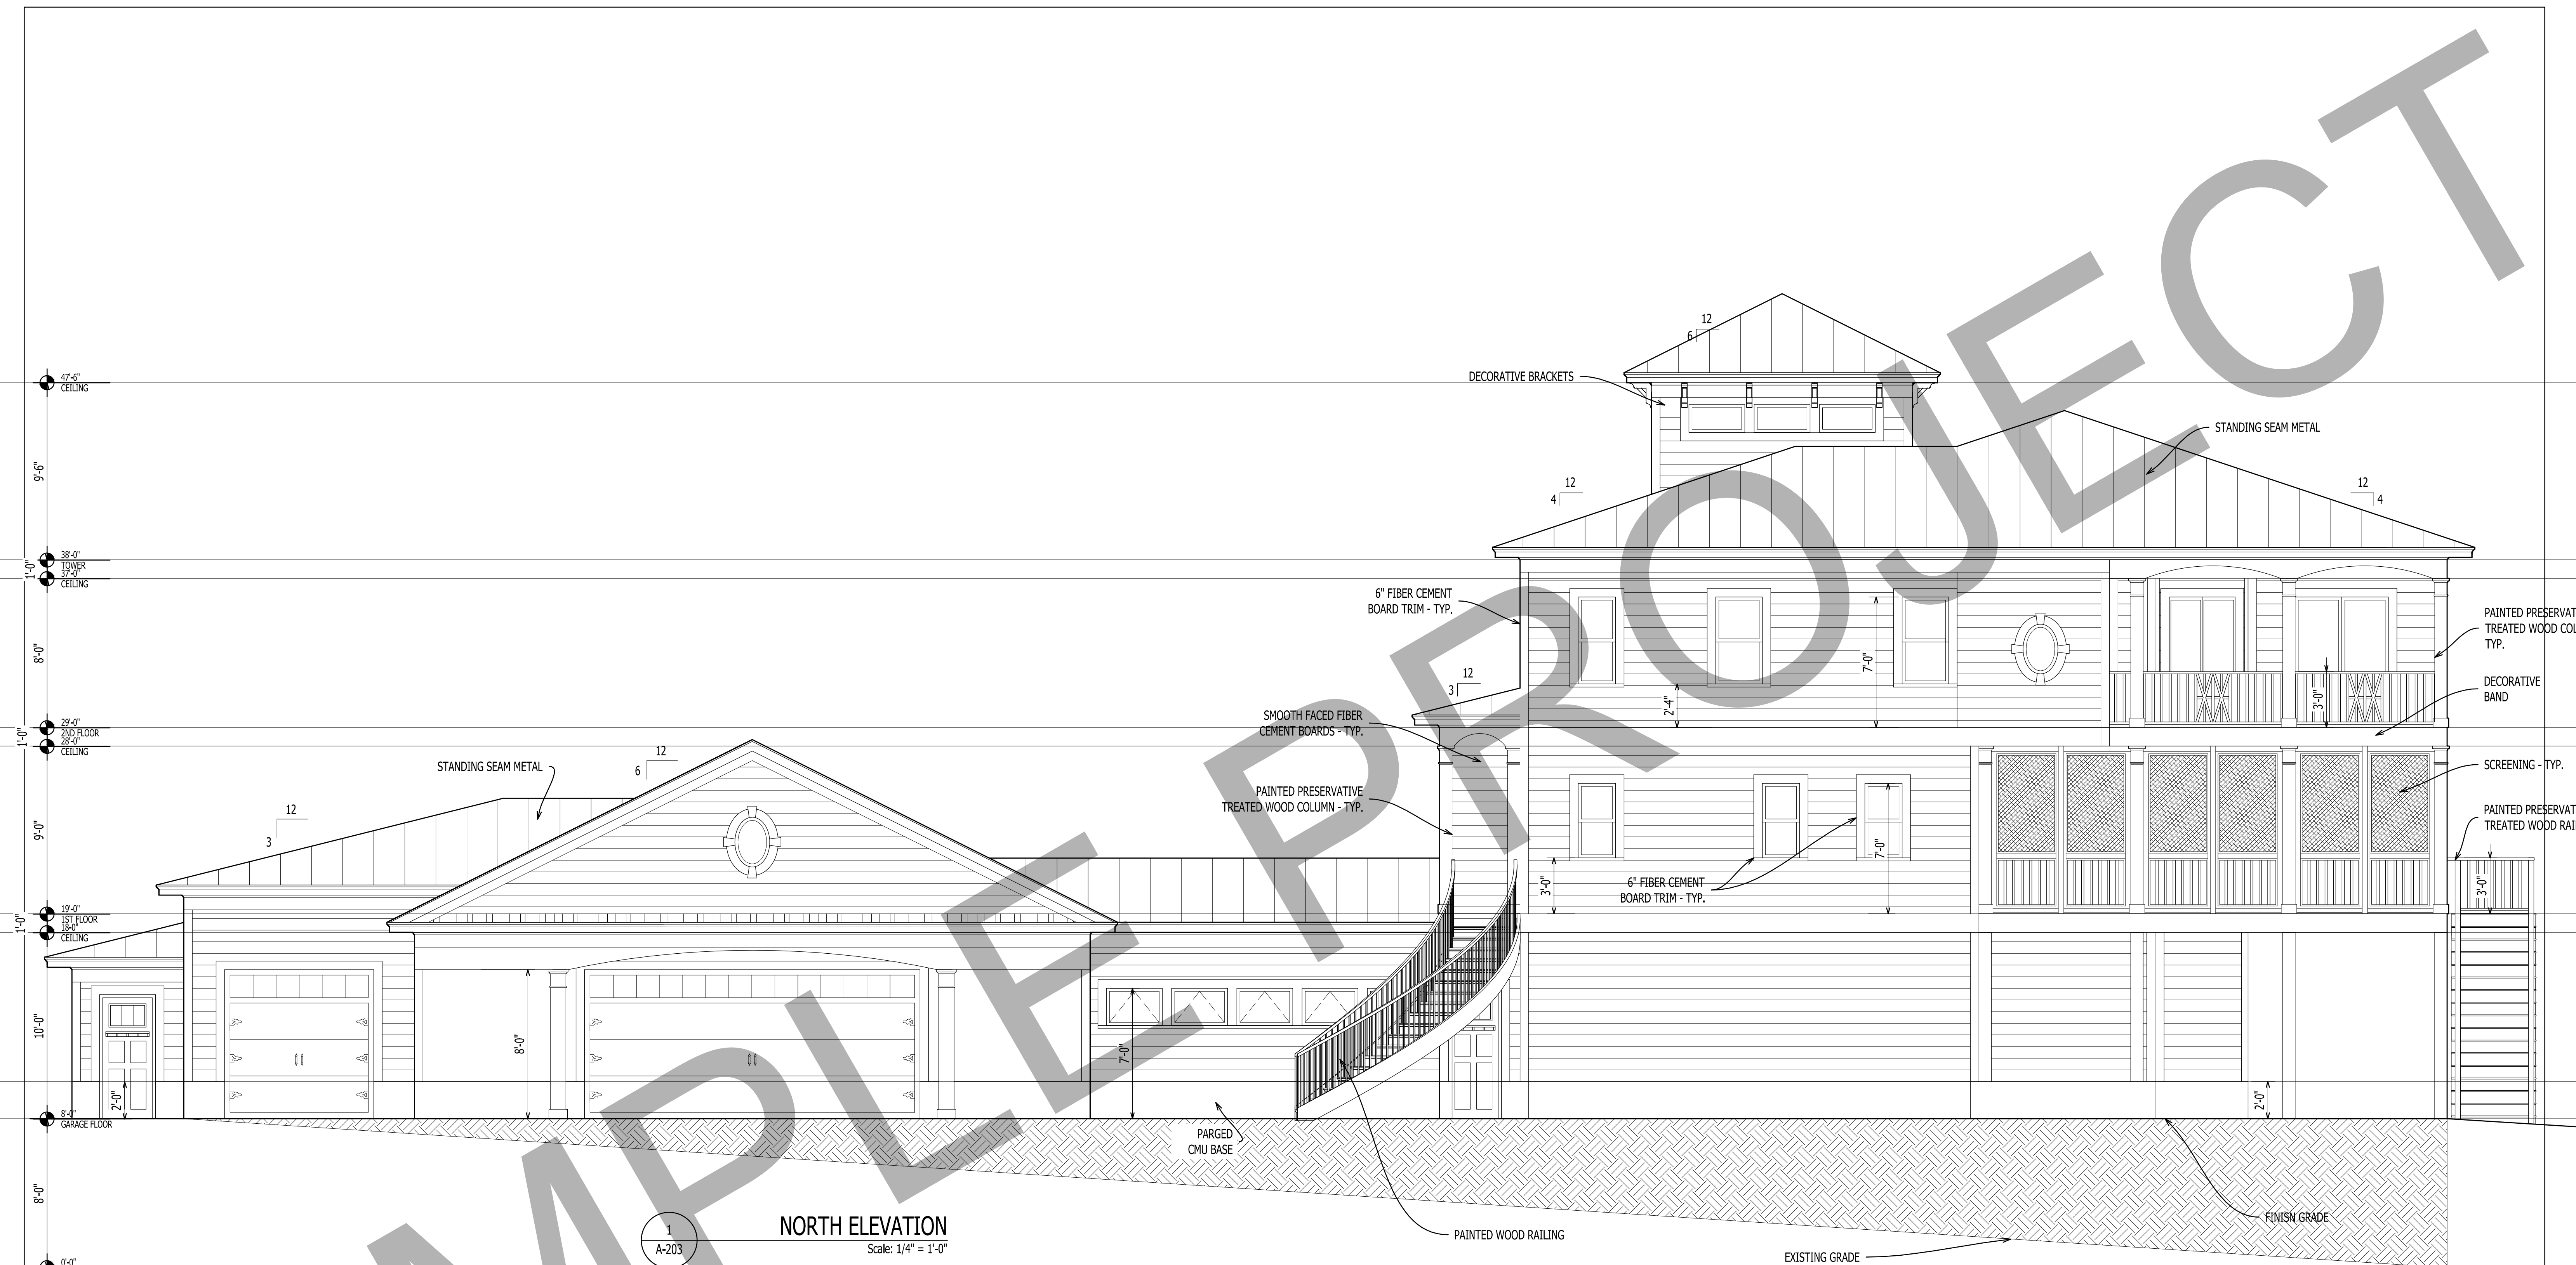 12
6
DECORATIVE BRACKETS
47'-6"
CEILING
STANDING SEAM METAL
9'-6"
12
4
12
4
38'-0"
TOWER
1'-0"
37'-0"
CEILING
6" FIBER CEMENT
BOARD TRIM - TYP.
PAINTED PRESERVAT
TREATED WOOD COL
TYP.
8'-0"
7'-0"
12
3
2'-4"
3'-0"
DECORATIVE
BAND
SMOOTH FACED FIBER
CEMENT BOARDS - TYP.
29'-0"
2ND FLOOR
1'-0"
28'-0"
CEILING
12
6
STANDING SEAM METAL
SCREENING - TYP.
PAINTED PRESERVATIVE
TREATED WOOD COLUMN - TYP.
12
3
9'-0"
PAINTED PRESERVAT
TREATED WOOD RAI
7'-0"
3'-0"
6" FIBER CEMENT
BOARD TRIM - TYP.
3'-0"
19'-0"
1ST FLOOR
1'-0"
18'-0"
CEILING
10'-0"
8'-0"
7'-0"
2'-0"
2'-0"
8'-0"
GARAGE FLOOR
PARGED
CMU BASE
8'-0"
1
A-203
NORTH ELEVATION
Scale: 1/4" = 1'-0"
PAINTED WOOD RAILING
FINISN GRADE
EXISTING GRADE
0'-0"
MPLE PROJECT